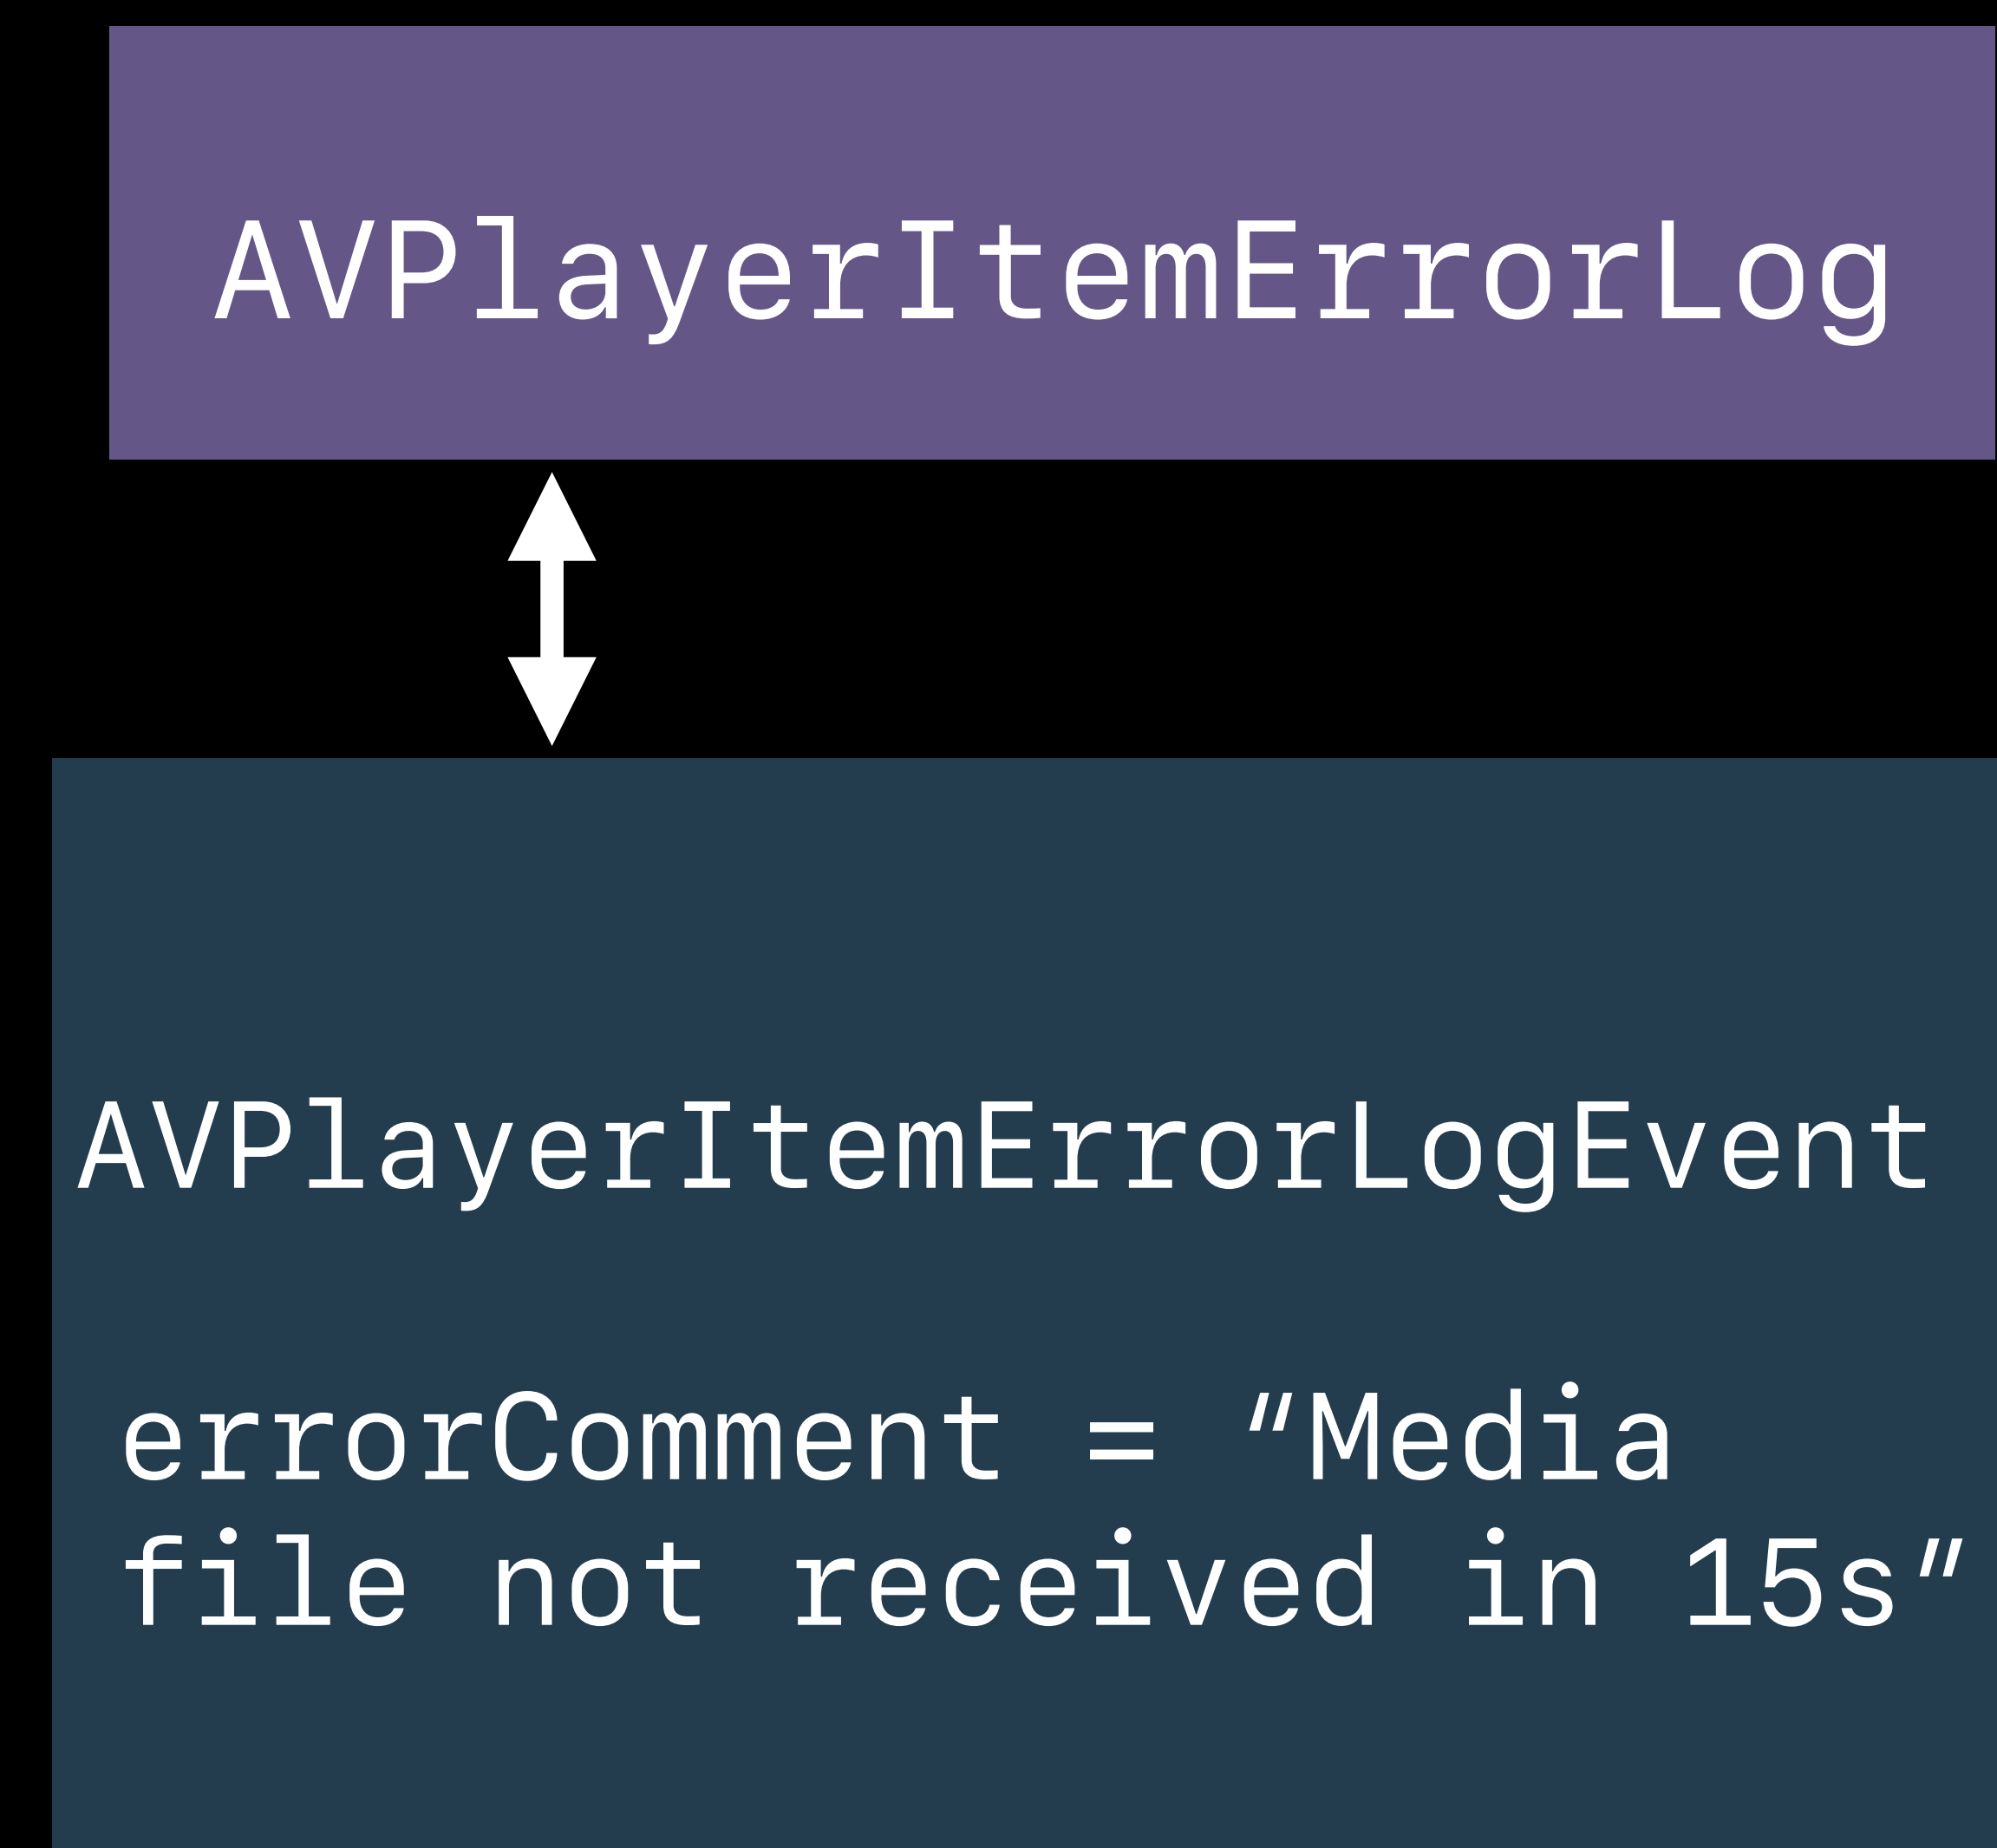 AVPlayerItemErrorLog
AVPlayerItemErrorLogEvent
errorComment = "Media
file not received in 15s"